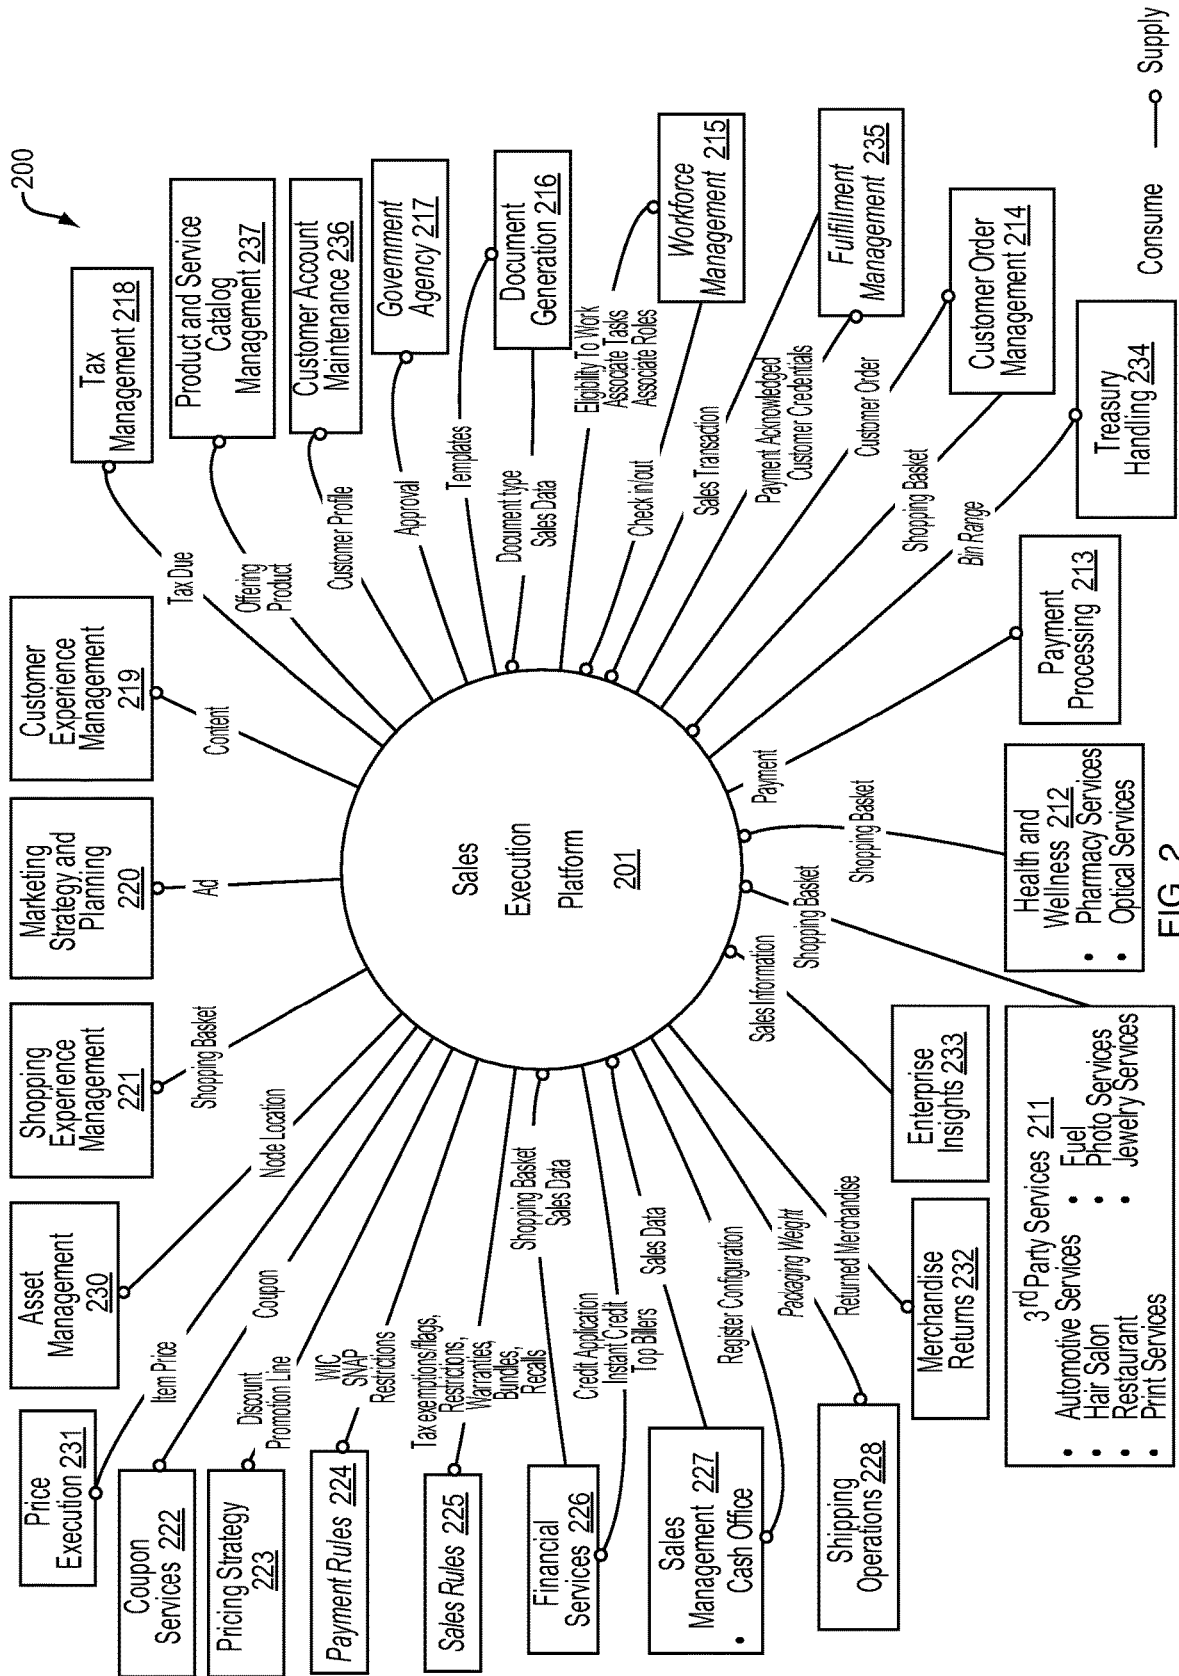 200
Price
Execution 231
Asset
Management
230
Shopping
Experience
Management
221
Marketing
Strategy and
Planning
220
Customer
Experience
Management
219
Tax
Management 218
Product and Service
Catalog
Management 237
Customer Account
Maintenance 236
Government
Agency 217
Document
Generation 216
Workforce
Management 215
Fulfillment
Management 235
Customer Order
Management 214
Treasury
Handling 234
Payment
Processing 213
Health and
Wellness 212
• Pharmacy Services
• Optical Services
3rd Party Services 211
• Automotive Services
• Hair Salon
• Restaurant
• Print Services
• Fuel
• Photo Services
• Jewelry Services
Enterprise
Insights 233
Merchandise
Returns 232
Shipping
Operations 228
Sales
Management 227
• Cash Office
Financial
Services 226
Sales Rules 225
Payment Rules 224
Pricing Strategy
223
Coupon
Services 222
Sales
Execution
Platform
201
Item Price
Node Location
Shopping Basket
Ad
Content
Tax Due
Offering
Product
Customer Profile
Approval
Templates
Document type
Sales Data
Eligibility To Work
Associate Tasks
Associate Roles
Check in/out
Sales Transaction
Payment Acknowledged
Customer Credentials
Customer Order
Shopping Basket
Bin Range
Payment
Shopping Basket
Shopping Basket
Sales Information
Returned Merchandise
Packaging Weight
Register Configuration
Sales Data
Credit Application
Instant Credit
Top Billers
Shopping Basket
Sales Data
Tax exemptions/flags,
Restrictions,
Warranties,
Bundles,
Recalls
WIC
SNAP
Restrictions
Discount
Promotion Line
Coupon
Consume
Supply
FIG. 2